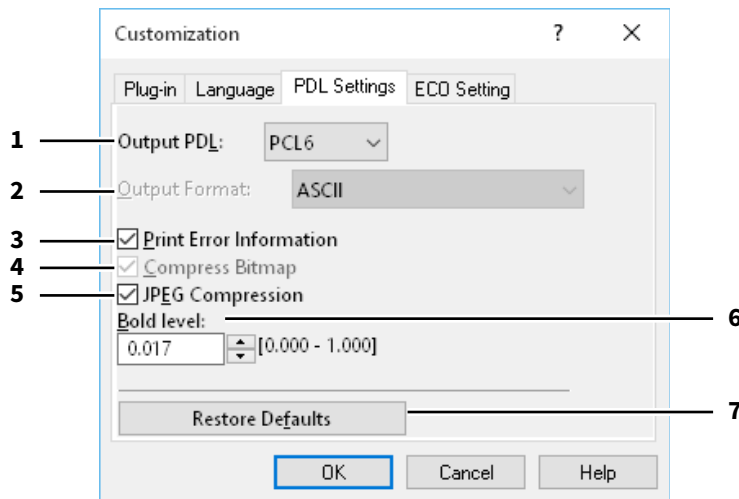 Customization ? ×
Plug-in Language PDL Settings ECO Setting
1 Output PDL: PCL6
2 Output Format: ASCII
3 Print Error Information
4 Compress Bitmap
5 JPEG Compression
Bold level: 6
0.017 [0.000 - 1.000]
Restore Defaults 7
OK Cancel Help